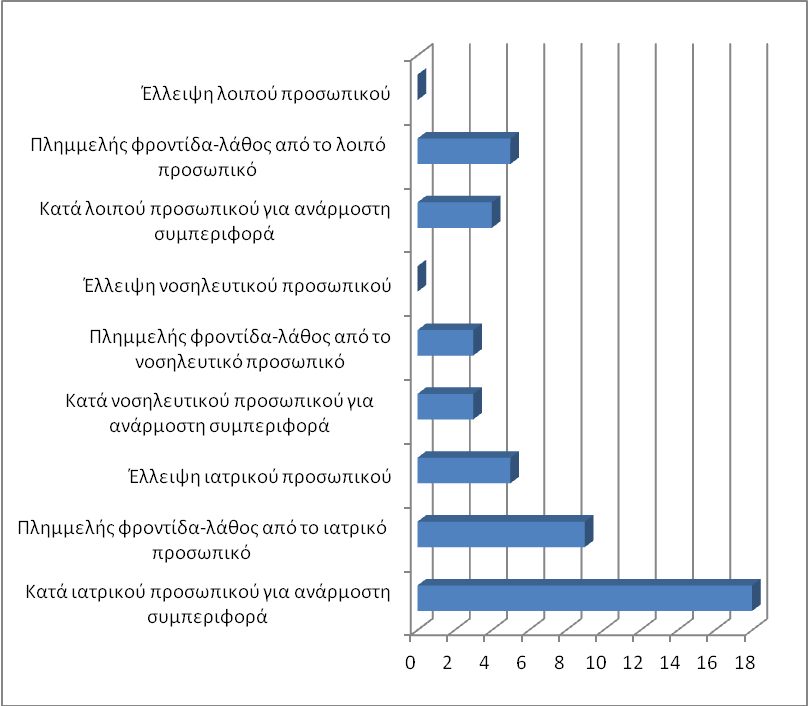 Έλλειψη λοιπού προσωπικού
Πλημμελής φροντίδα-λάθος από το λοιπό
προσωπικό
Κατά λοιπού προσωπικού για ανάρμοστη
συμπεριφορά
Έλλειψη νοσηλευτικού προσωπικού
Πλημμελής φροντίδα-λάθος από το
νοσηλευτικό προσωπικό
Κατά νοσηλευτικού προσωπικού για
ανάρμοστη συμπεριφορά
Έλλειψη ιατρικού προσωπικού
Πλημμελής φροντίδα-λάθος από το ιατρικό
προσωπικό
Κατά ιατρικού προσωπικού για ανάρμοστη
συμπεριφορά
0 2 4 6 8 10 12 14 16 18